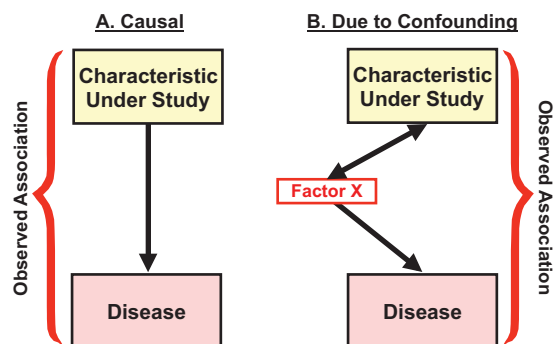 A. Causal
Characteristic
Under Study
Observed Association
Disease
B. Due to Confounding
Characteristic
Under Study
Factor X
Observed Association
Disease